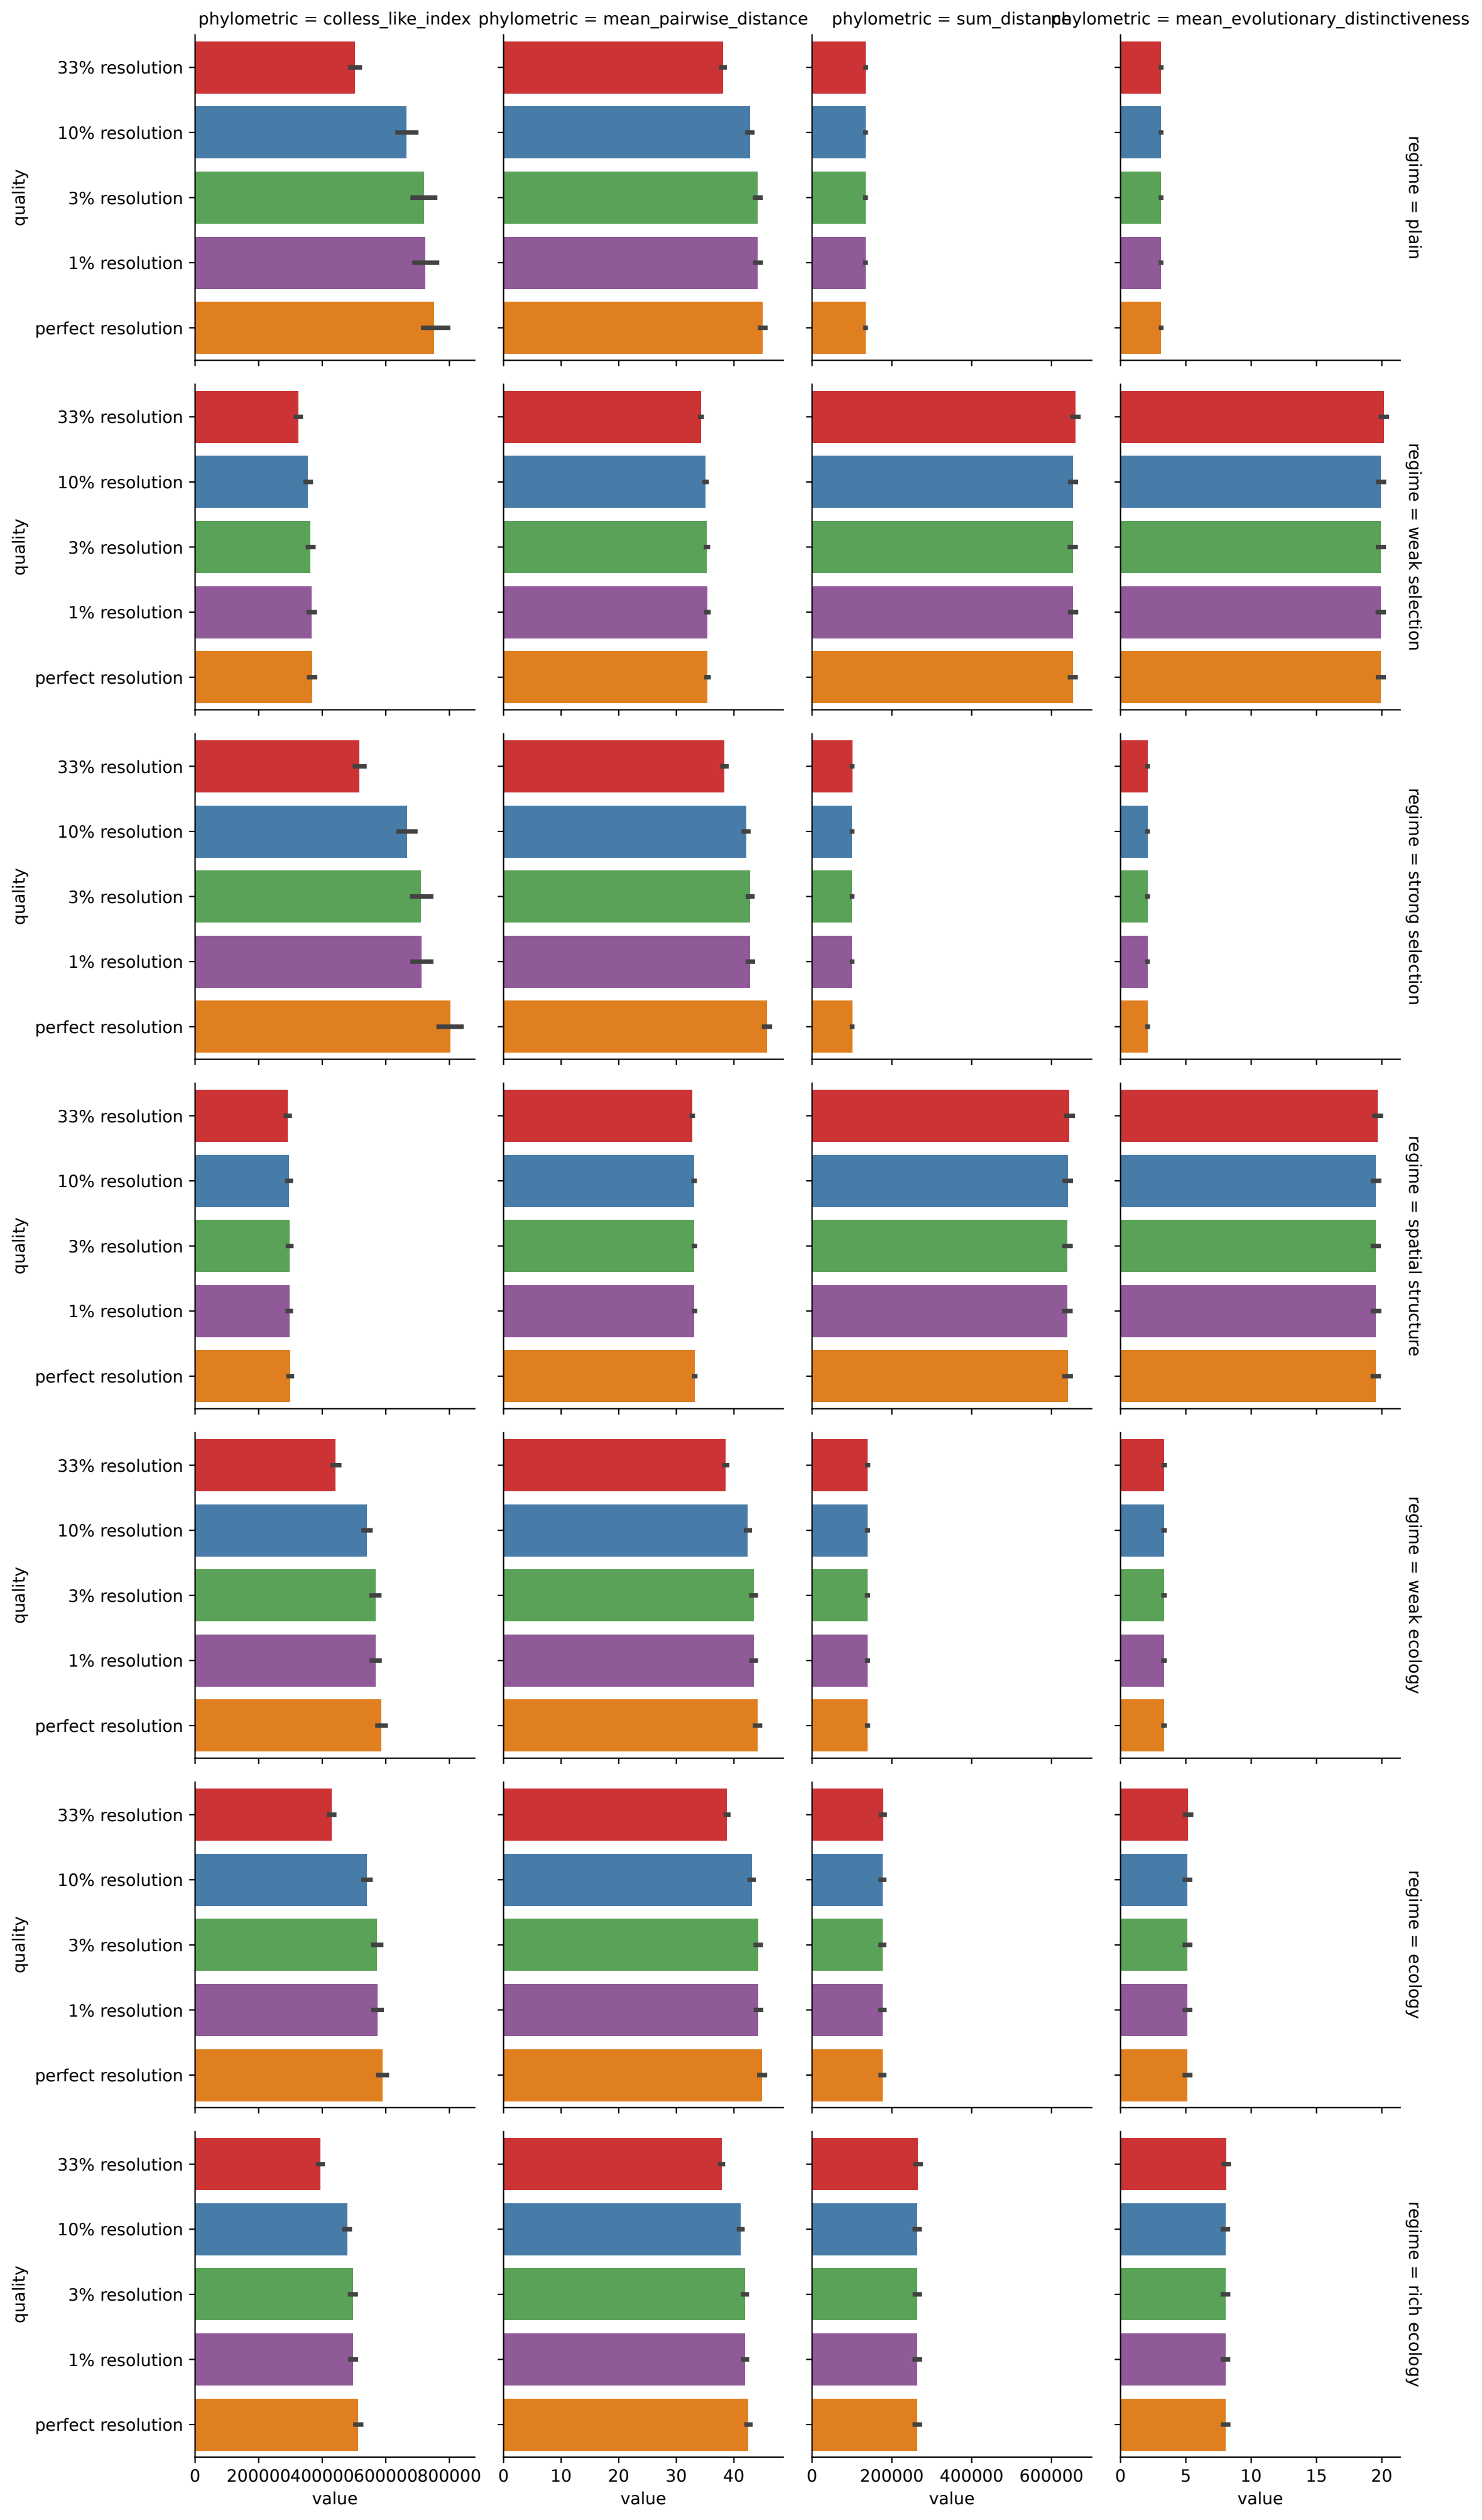 phylometric = colless_like_index phylometric = mean_pairwise_distance phylometric = sum_distance phylometric = mean_evolutionary_distinctiveness
33% resolution
10% resolution
3% resolution
1% resolution
perfect resolution
quality
regime = plain
33% resolution
10% resolution
3% resolution
1% resolution
perfect resolution
quality
regime = weak selection
33% resolution
10% resolution
3% resolution
1% resolution
perfect resolution
quality
regime = strong selection
33% resolution
10% resolution
3% resolution
1% resolution
perfect resolution
quality
regime = spatial structure
33% resolution
10% resolution
3% resolution
1% resolution
perfect resolution
quality
regime = weak ecology
33% resolution
10% resolution
3% resolution
1% resolution
perfect resolution
quality
regime = ecology
33% resolution
10% resolution
3% resolution
1% resolution
perfect resolution
quality
regime = rich ecology
0 200000 400000 600000 800000 0 10 20 30 40 0 200000 400000 600000 0 5 10 15 20
value value value value